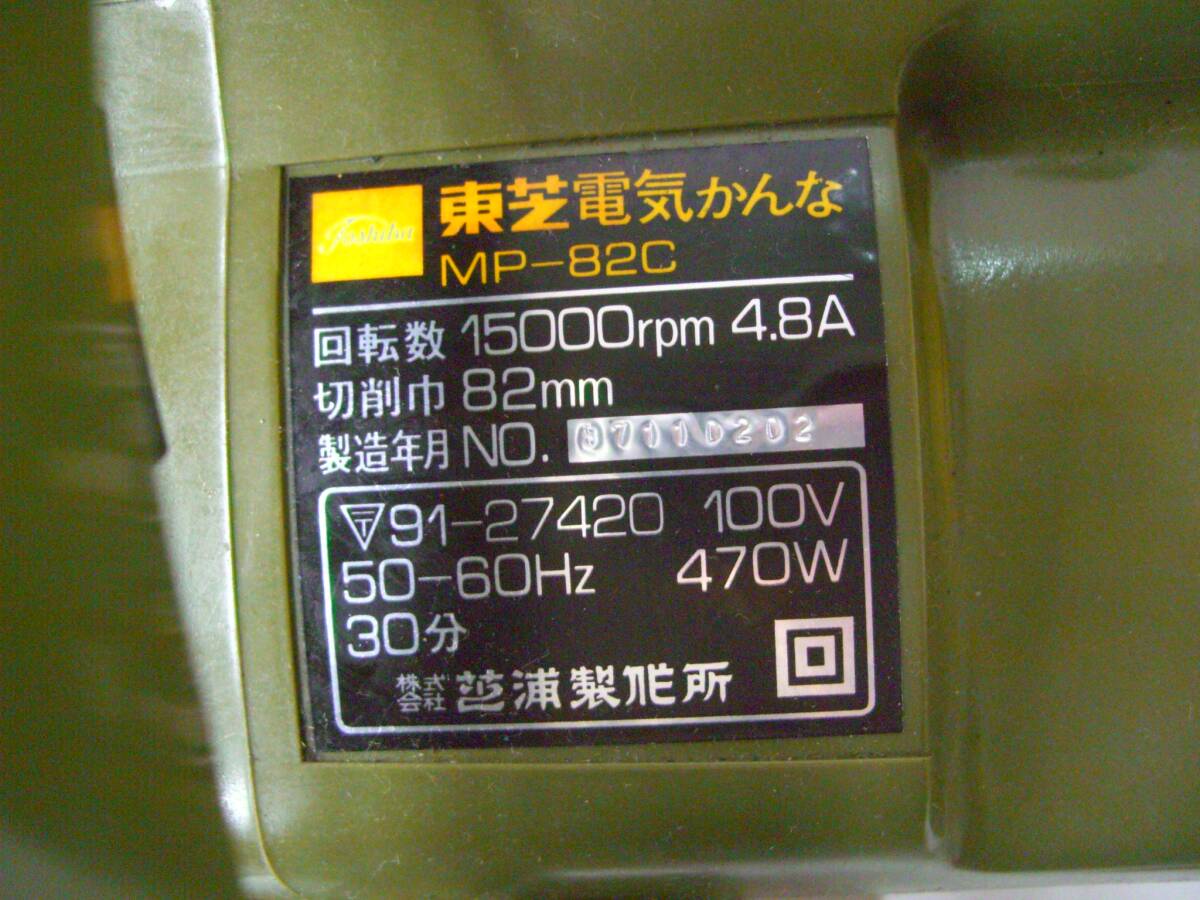 Toshiba
東芝電気かんな
MP-82C
回転数 15000rpm 4.8A
切削巾 82mm
製造年月 NO. 07110202
91-27420 100V
50-60Hz 470W
30分
株式会社 芝浦製作所